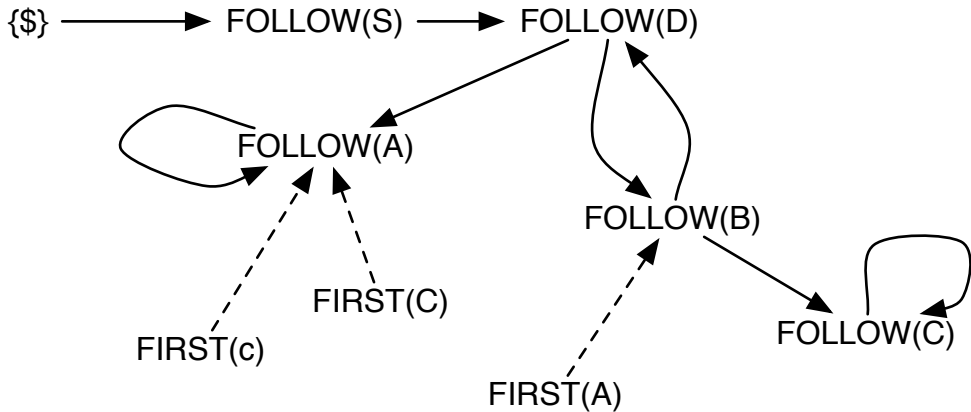 {$} FOLLOW(S) FOLLOW(D)
FOLLOW(A)
FOLLOW(B)
FIRST(C)
FOLLOW(C)
FIRST(c)
FIRST(A)